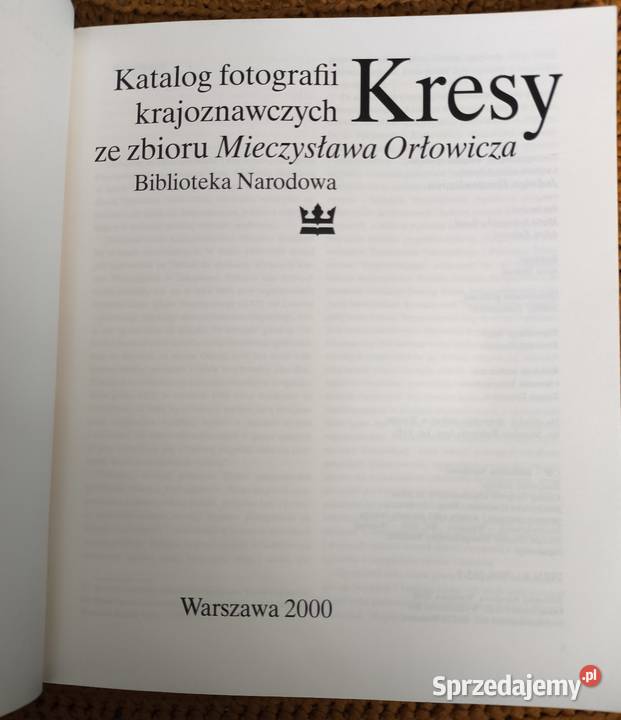 Katalog fotografii
krajoznawczych
Kresy
ze zbioru Mieczysława Orłowicza
Biblioteka Narodowa
Warszawa 2000
Sprzedajemy.pl